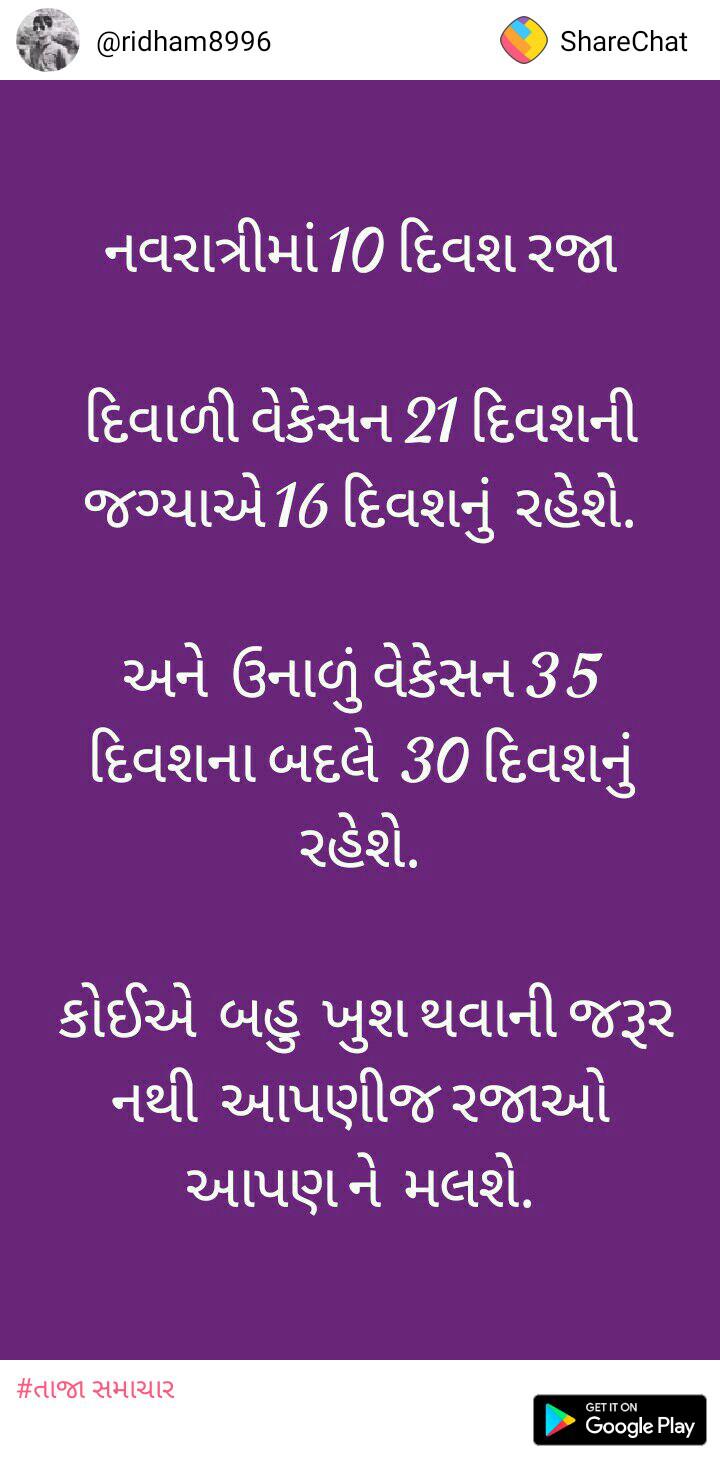 @ridham8996
ShareChat
નવરાત્રીમાં 10 દિવશ રજા
દિવાળી વેકેસન 21 દિવશની
જગ્યાએ 16 દિવશનું રહેશે.
અને ઉનાળું વેકેસન 35
દિવશના બદલે 30 દિવશનું
રહેશે.
કોઈએ બહુ ખુશ થવાની જરૂર
નથી આપણીજ રજાઓ
આપણ ને મલશે.
#તાજા સમાચાર
GET IT ON
Google Play